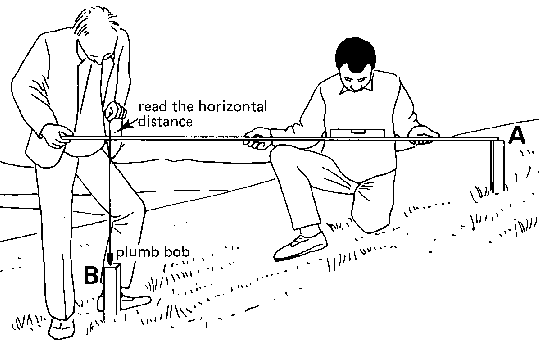 read the horizontal
distance
A
plumb bob
B